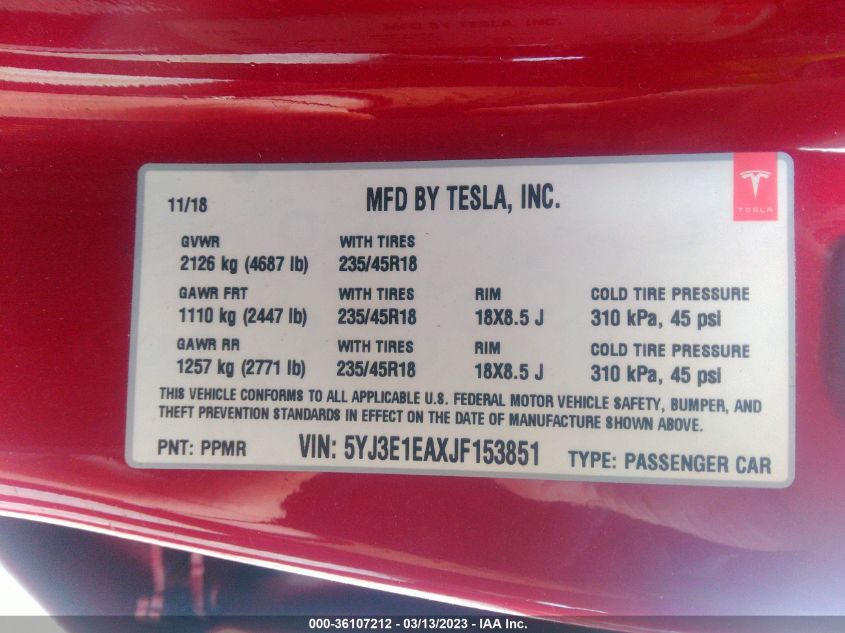 MFD BY TESLA, INC.
11/18 MFD BY TESLA, INC.
TESLA
GVWR WITH TIRES
2126 kg (4687 lb) 235/45R18
GAWR FRT WITH TIRES RIM COLD TIRE PRESSURE
1110 kg (2447 lb) 235/45R18 18X8.5 J 310 kPa, 45 psi
GAWR RR WITH TIRES RIM COLD TIRE PRESSURE
1257 kg (2771 lb) 235/45R18 18X8.5 J 310 kPa, 45 psi
THIS VEHICLE CONFORMS TO ALL APPLICABLE U.S. FEDERAL MOTOR VEHICLE SAFETY, BUMPER, AND
THEFT PREVENTION STANDARDS IN EFFECT ON THE DATE OF MANUFACTURE SHOWN ABOVE.
PNT: PPMR VIN: 5YJ3E1EAXJF153851 TYPE: PASSENGER CAR
000-36107212 - 03/13/2023 - IAA Inc.